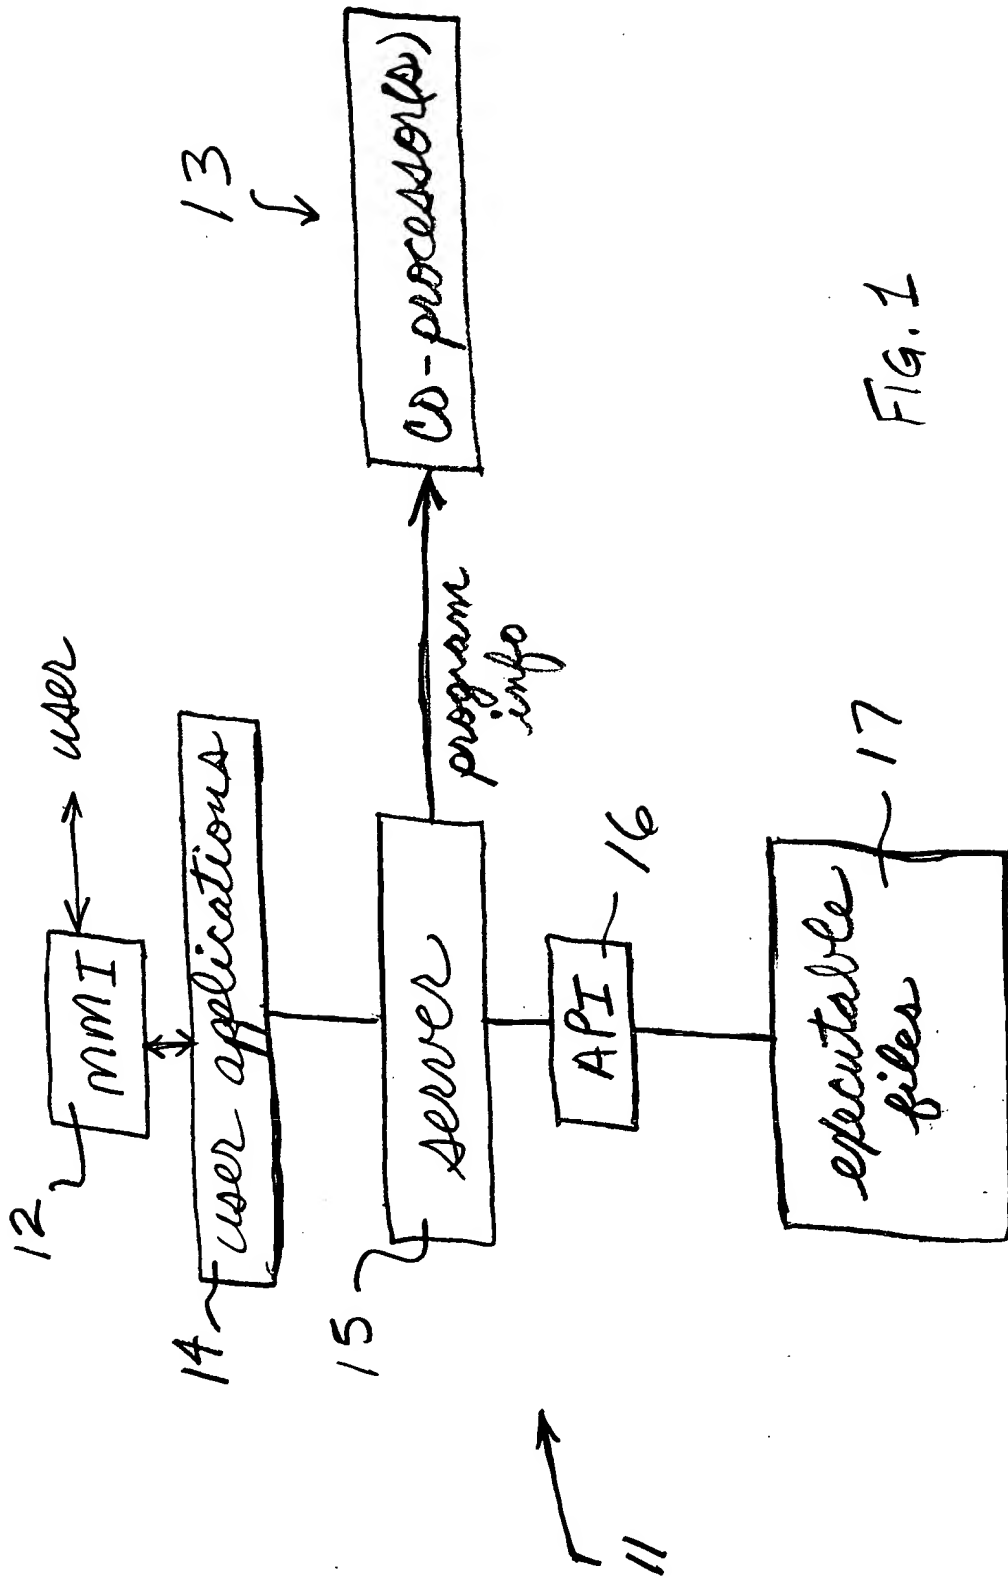 12
MMI
user
14
user applications
13
15
server
program
info
co-processor(s)
API
16
executable
files
17
11
FIG. 1